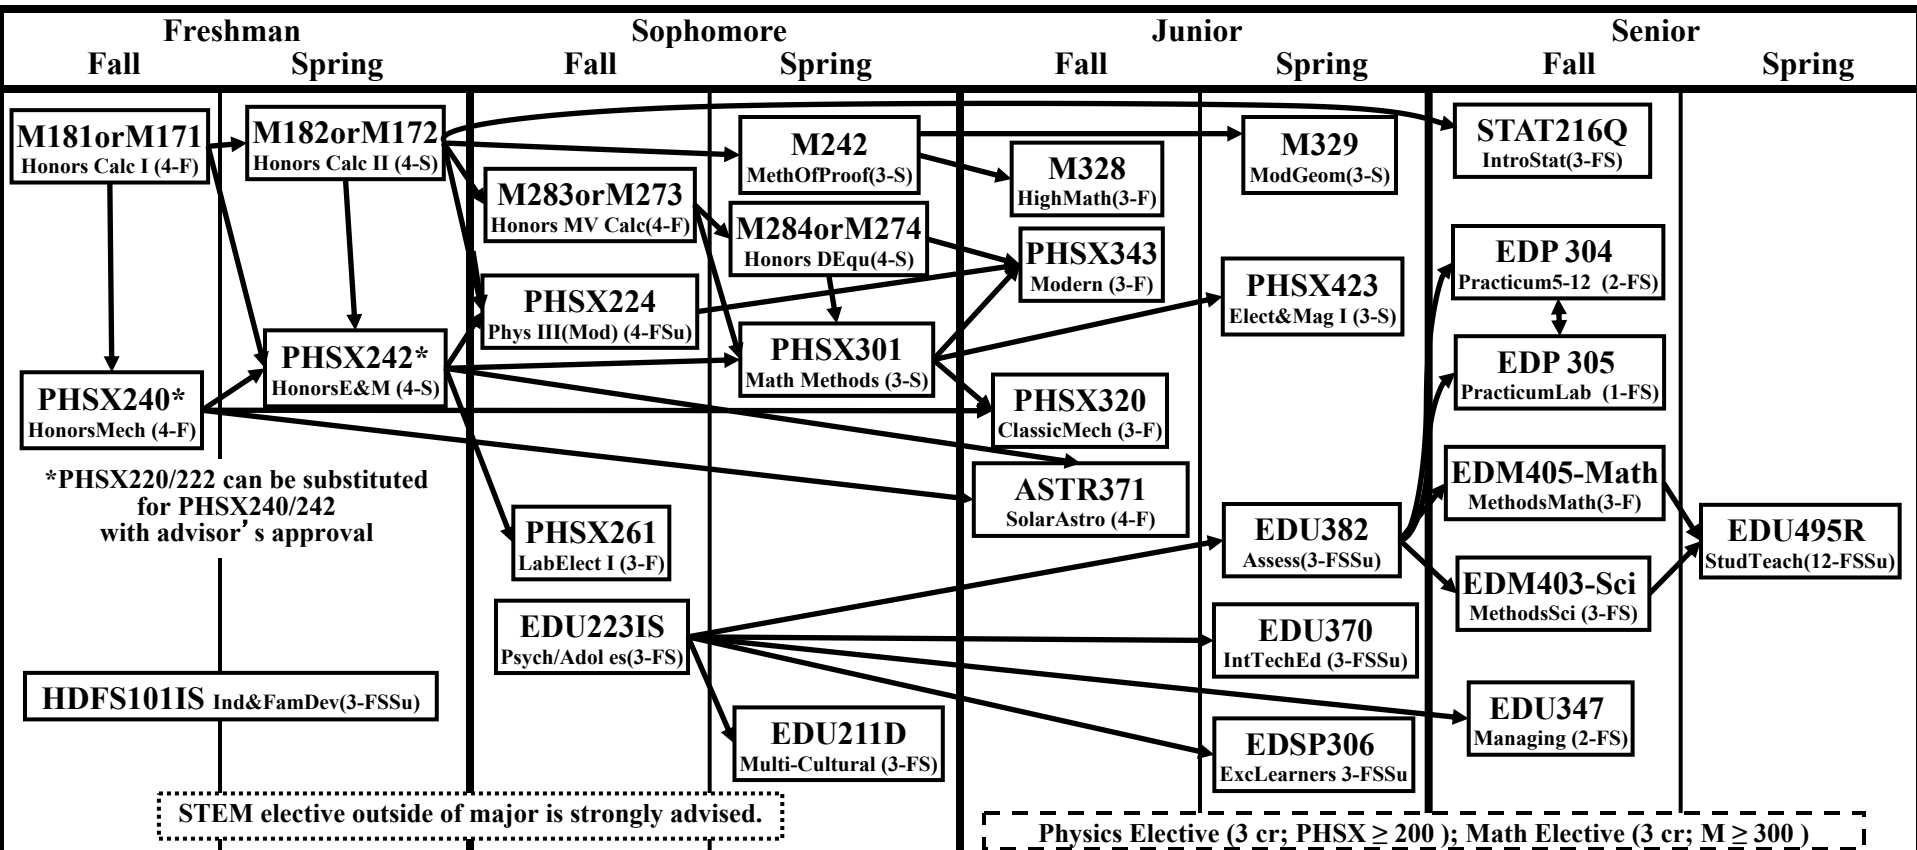 Freshman
Sophomore
Junior
Senior
Fall
Spring
Fall
Spring
Fall
Spring
Fall
Spring
M181orM171
Honors Calc I (4-F)
PHSX240*
HonorsMech (4-F)
*PHSX220/222 can be substituted
for PHSX240/242
with advisor’s approval
HDFS101IS Ind&FamDev(3-FSSu)
M182orM172
Honors Calc II (4-S)
PHSX242*
HonorsE&M (4-S)
M283orM273
Honors MV Calc(4-F)
PHSX224
Phys III(Mod) (4-FSu)
PHSX261
LabElect I (3-F)
EDU223IS
Psych/Adol es(3-FS)
M242
MethOfProof(3-S)
M284orM274
Honors DEqu(4-S)
PHSX301
Math Methods (3-S)
EDU211D
Multi-Cultural (3-FS)
STEM elective outside of major is strongly advised.
M328
HighMath(3-F)
PHSX343
Modern (3-F)
PHSX320
ClassicMech (3-F)
ASTR371
SolarAstro (4-F)
M329
ModGeom(3-S)
PHSX423
Elect&Mag I (3-S)
EDU382
Assess(3-FSSu)
EDU370
IntTechEd (3-FSSu)
EDSP306
ExcLearners 3-FSSu
STAT216Q
IntroStat(3-FS)
EDP 304
Practicum5-12 (2-FS)
EDP 305
PracticumLab (1-FS)
EDM405-Math
MethodsMath(3-F)
EDM403-Sci
MethodsSci (3-FS)
EDU347
Managing (2-FS)
EDU495R
StudTeach(12-FSSu)
Physics Elective (3 cr; PHSX ≥ 200 ); Math Elective (3 cr; M ≥ 300 )